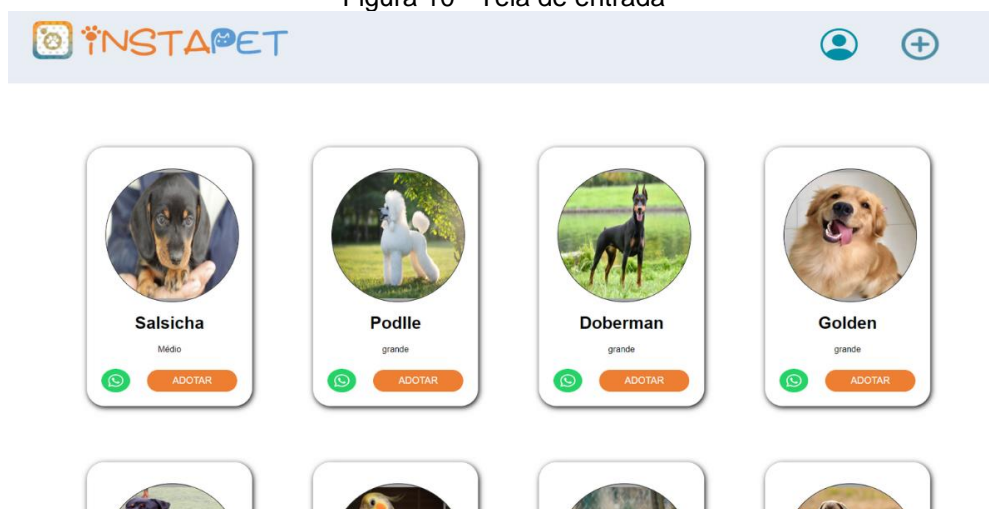 Figura 10 - Tela de entrada
INSTAPET
Salsicha
Médio
ADOTAR
Podlle
grande
ADOTAR
Doberman
grande
ADOTAR
Golden
grande
ADOTAR